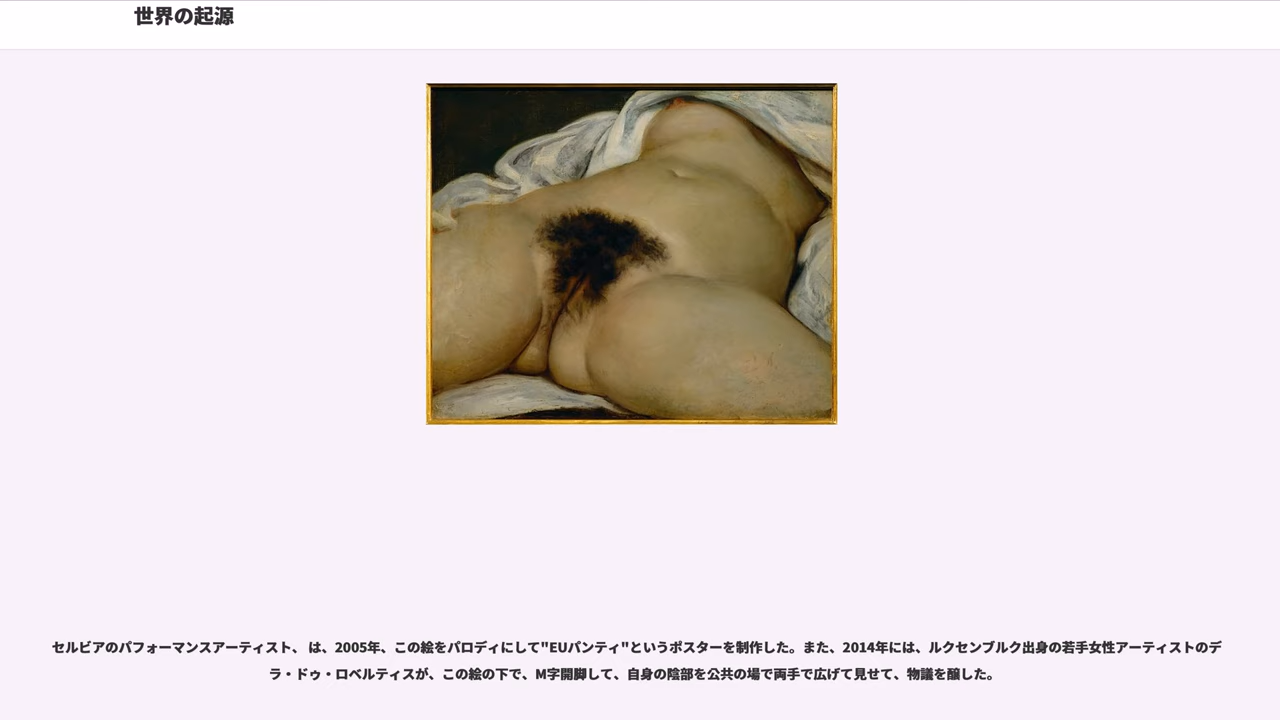 世界の起源
セルビアのパフォーマンスアーティスト、 は、2005年、この絵をパロディにして"EUパンティ"というポスターを制作した。また、2014年には、ルクセンブルク出身の若手女性アーティストのデ
ラ・ドゥ・ロベルティスが、この絵の下で、M字開脚して、自身の陰部を公共の場で両手で広げて見せて、物議を醸した。